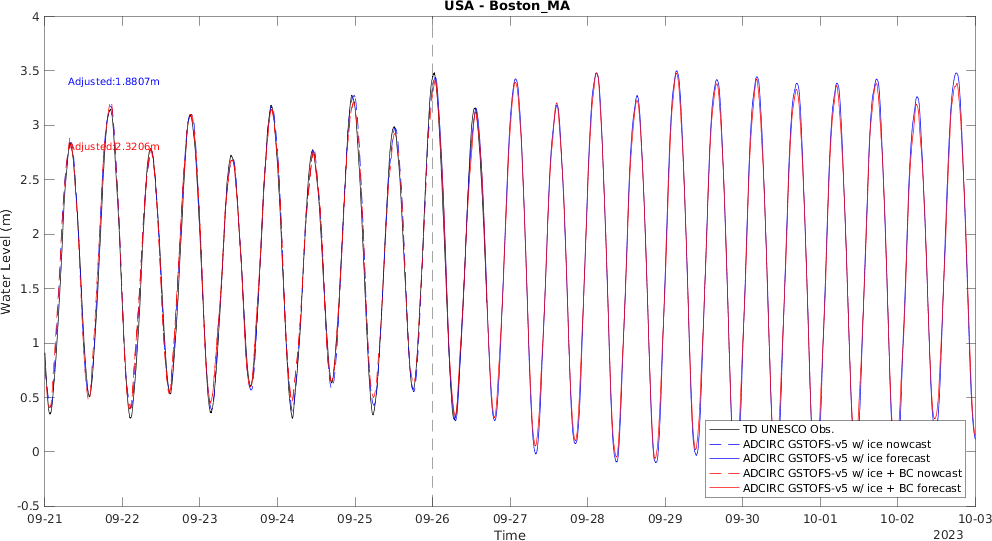 USA - Boston_MA
4
3.5
3
2.5
2
1.5
1
0.5
0
-0.5
Water Level (m)
Adjusted:1.8807m
Adjusted:2.3206m
TD UNESCO Obs.
ADCIRC GSTOFS-v5 w/ ice nowcast
ADCIRC GSTOFS-v5 w/ ice forecast
ADCIRC GSTOFS-v5 w/ ice + BC nowcast
ADCIRC GSTOFS-v5 w/ ice + BC forecast
09-21 09-22 09-23 09-24 09-25 09-26 09-27 09-28 09-29 09-30 10-01 10-02 10-03
Time
2023